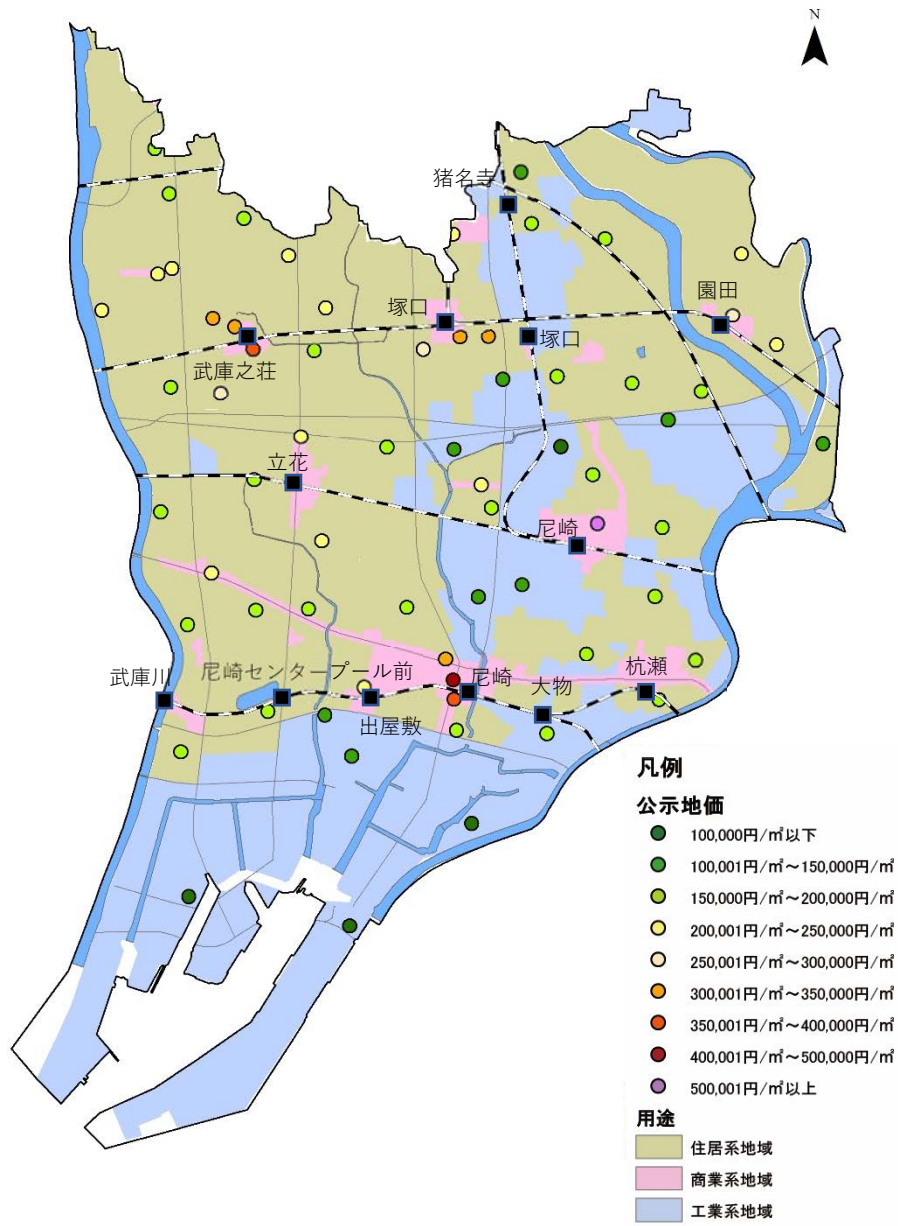 N
猪名寺
園田
塚口
塚口
武庫之荘
立花
尼崎
武庫川
尼崎センタープール前
尼崎
大物
杭瀬
出屋敷
凡例
公示地価
100,000円/㎡以下
100,001円/㎡～150,000円/㎡
150,000円/㎡～200,000円/㎡
200,001円/㎡～250,000円/㎡
250,001円/㎡～300,000円/㎡
300,001円/㎡～350,000円/㎡
350,001円/㎡～400,000円/㎡
400,001円/㎡～500,000円/㎡
500,001円/㎡以上
用途
住居系地域
商業系地域
工業系地域